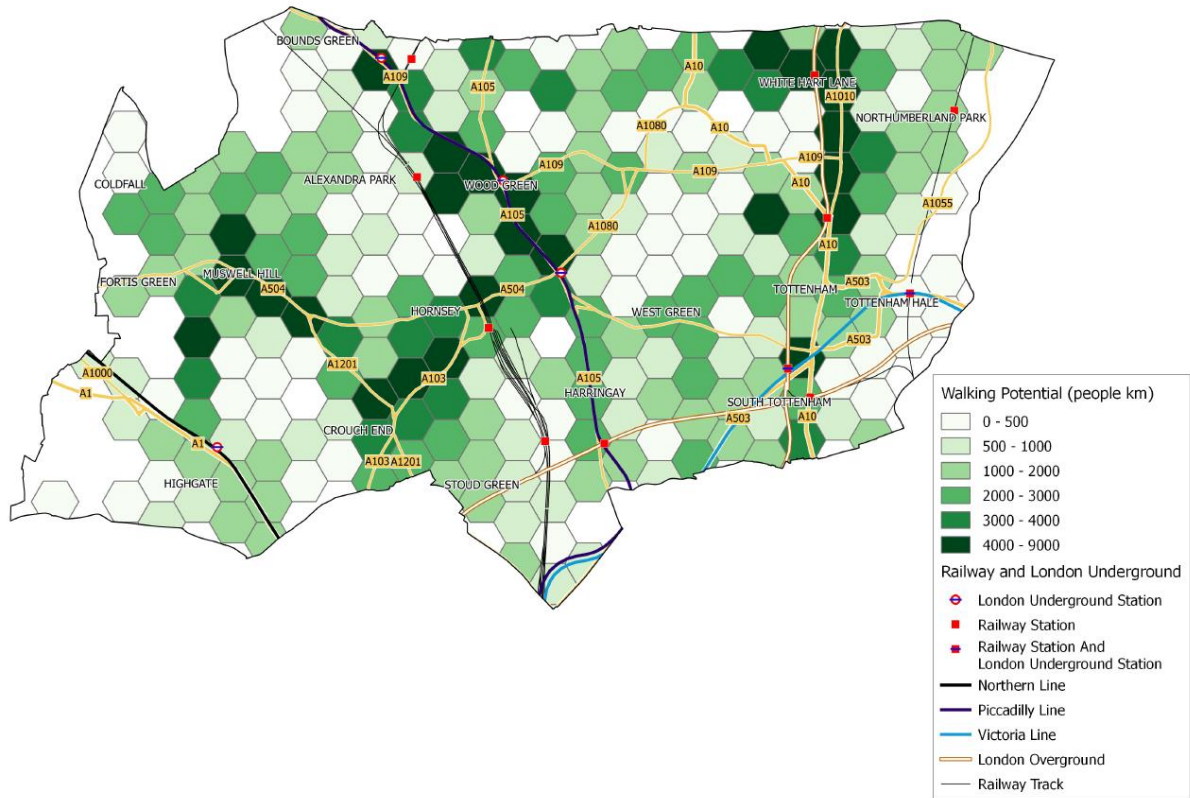 BOUNDS GREEN
A109
A105
A10
WHITE HART LANE
A1010
NORTHUMBERLAND PARK
A1080
A10
COLDFALL
ALEXANDRA PARK
WOOD GREEN
A109
A109
A109
A10
A105
A1080
A1055
A10
FORTIS GREEN
MUSWELL HILL
A504
A504
HORNSEY
WEST GREEN
TOTTENHAM
A503
TOTTENHAM HALE
A503
A1201
A103
A105
HARRINGAY
A1000
A1
SOUTH TOTTENHAM
A503
A10
CROUCH END
A1
A103
A1201
HIGHGATE
STOUD GREEN
Walking Potential (people km)
0 - 500
500 - 1000
1000 - 2000
2000 - 3000
3000 - 4000
4000 - 9000
Railway and London Underground
London Underground Station
Railway Station
Railway Station And
London Underground Station
Northern Line
Piccadilly Line
Victoria Line
London Overground
Railway Track